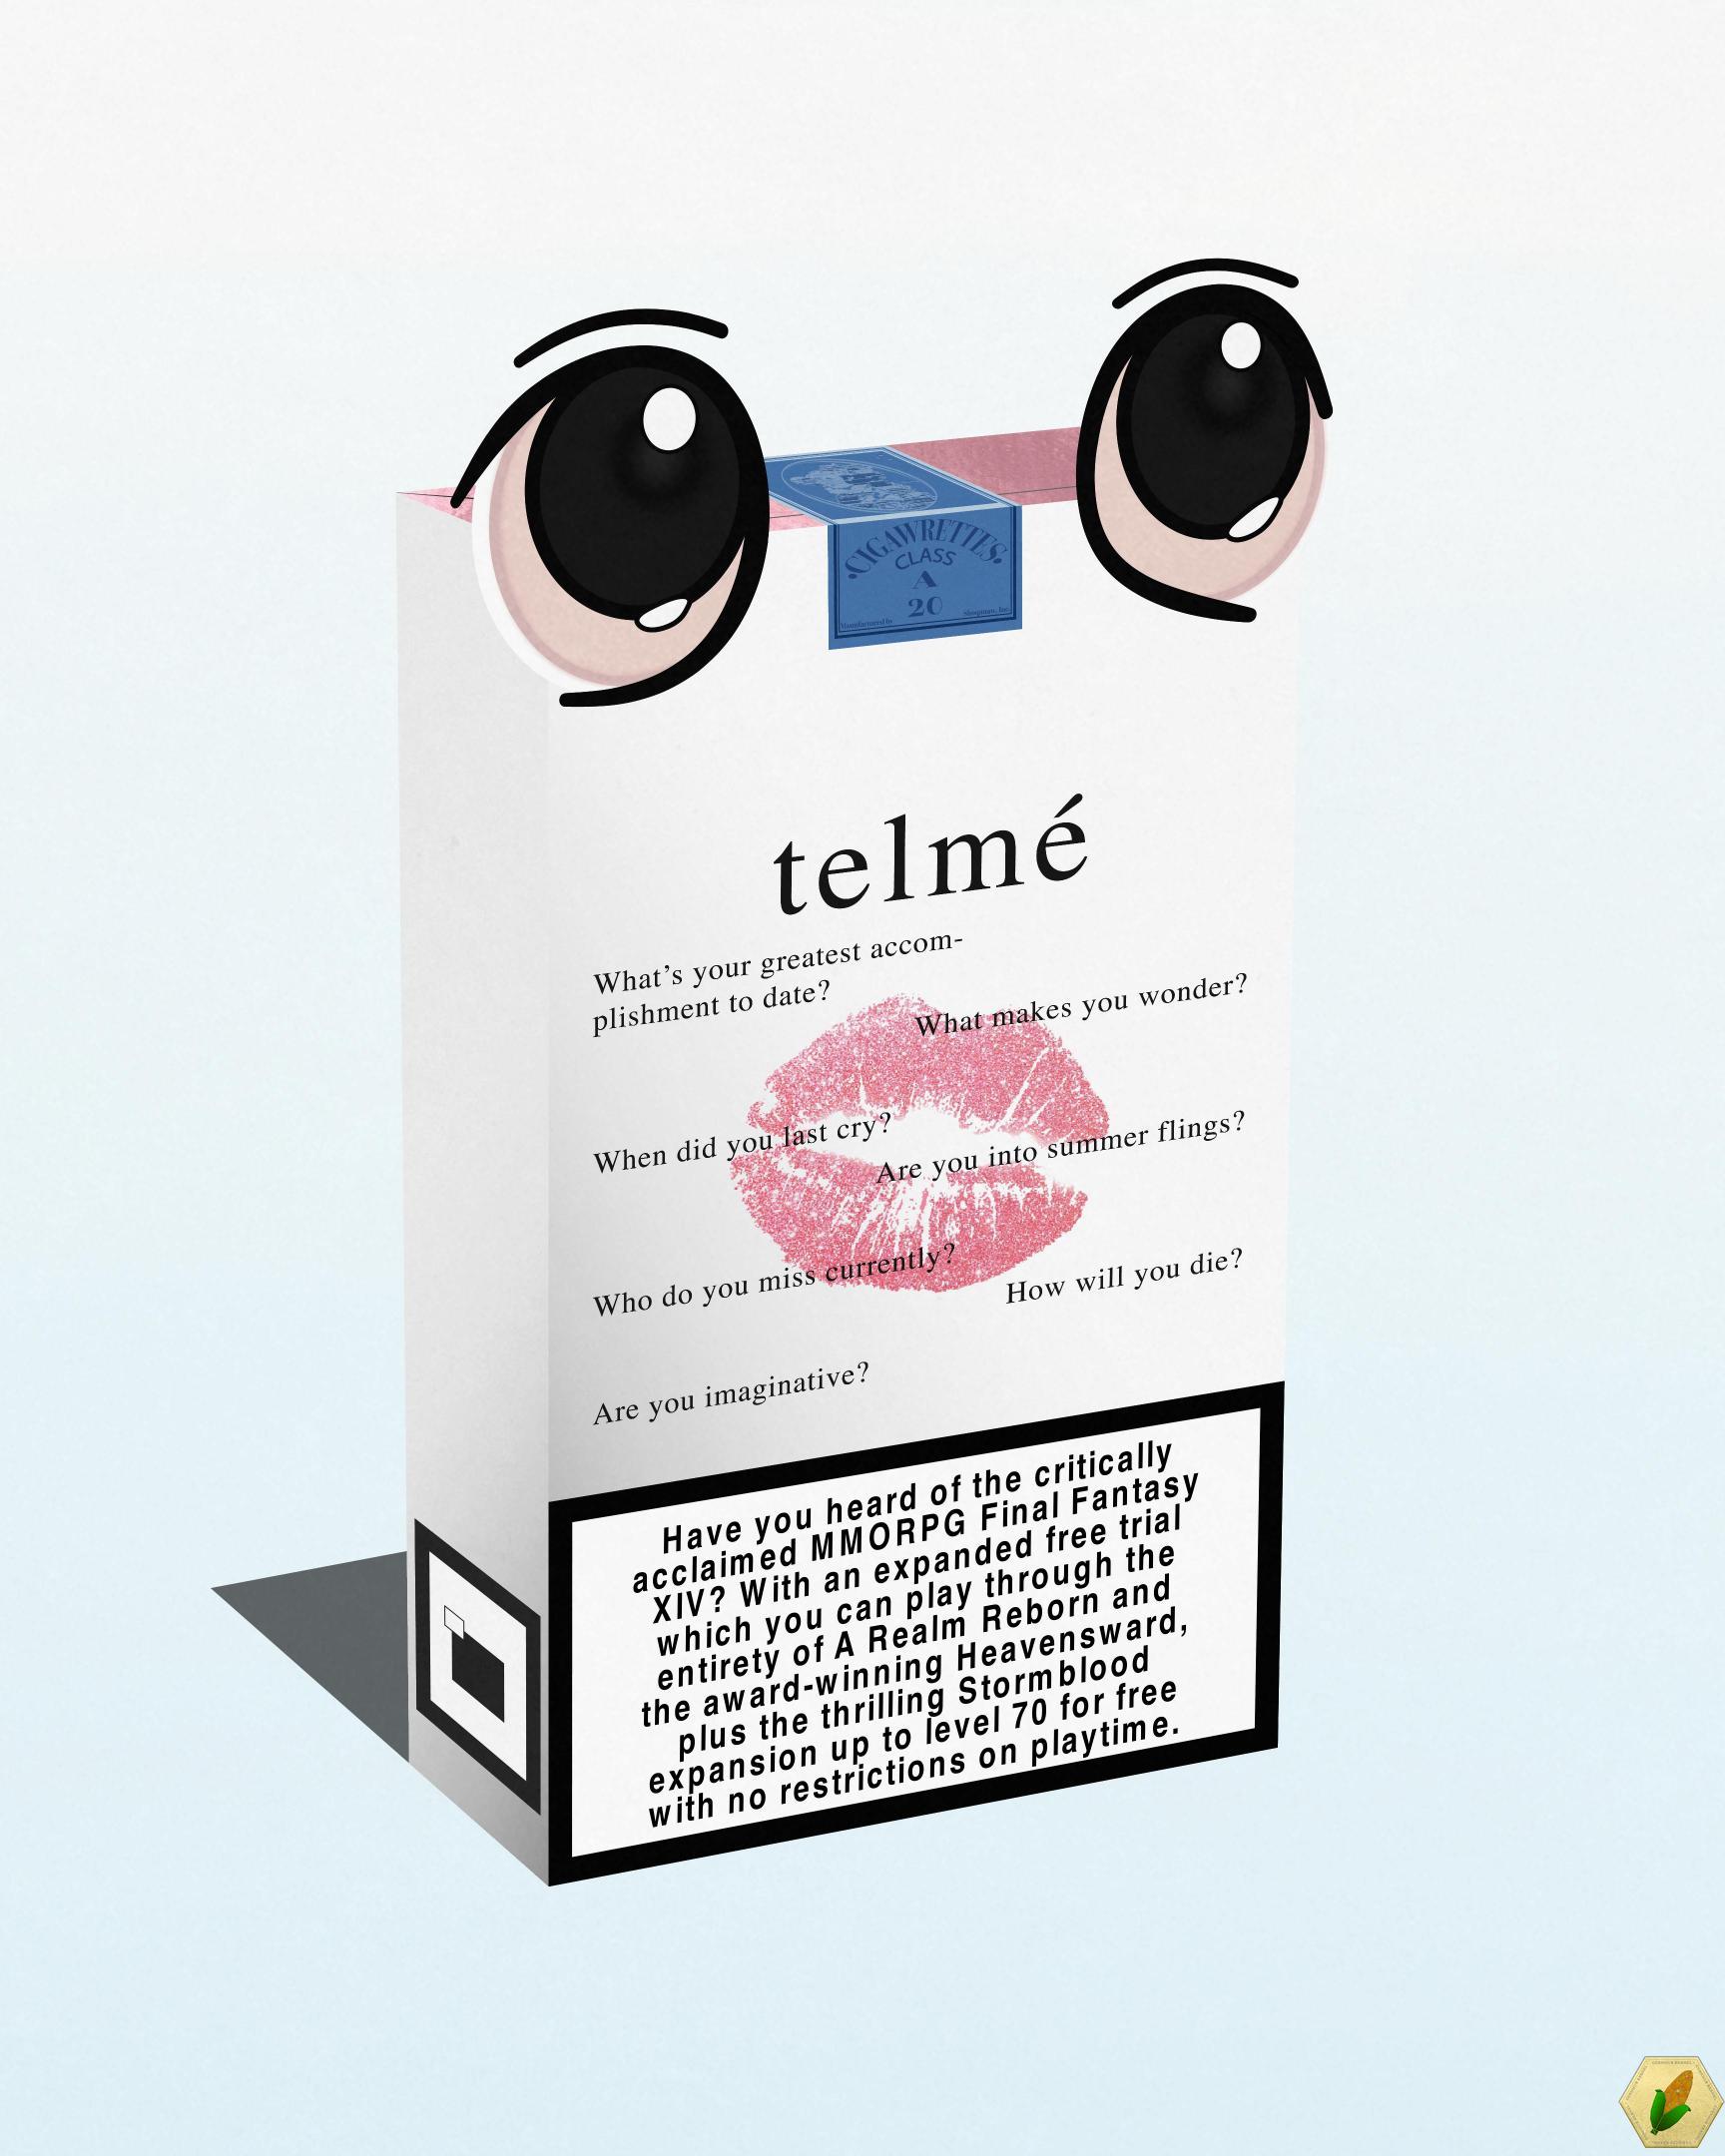 CIGAWRETTES
CLASS
A
20
Manufactured by
telmé
What's your greatest accom-
plishment to date?
What makes you wonder?
When did you last cry?
Are you into summer flings?
Who do you miss currently?
How will you die?
Are you imaginative?
Have you heard of the critically
acclaimed MMORPG Final Fantasy
XIV? With an expanded free trial
which you can play through the
entirety of A Realm Reborn and
the award-winning Heavensward,
plus the thrilling Stormblood
expansion up to level 70 for free
with no restrictions on playtime.